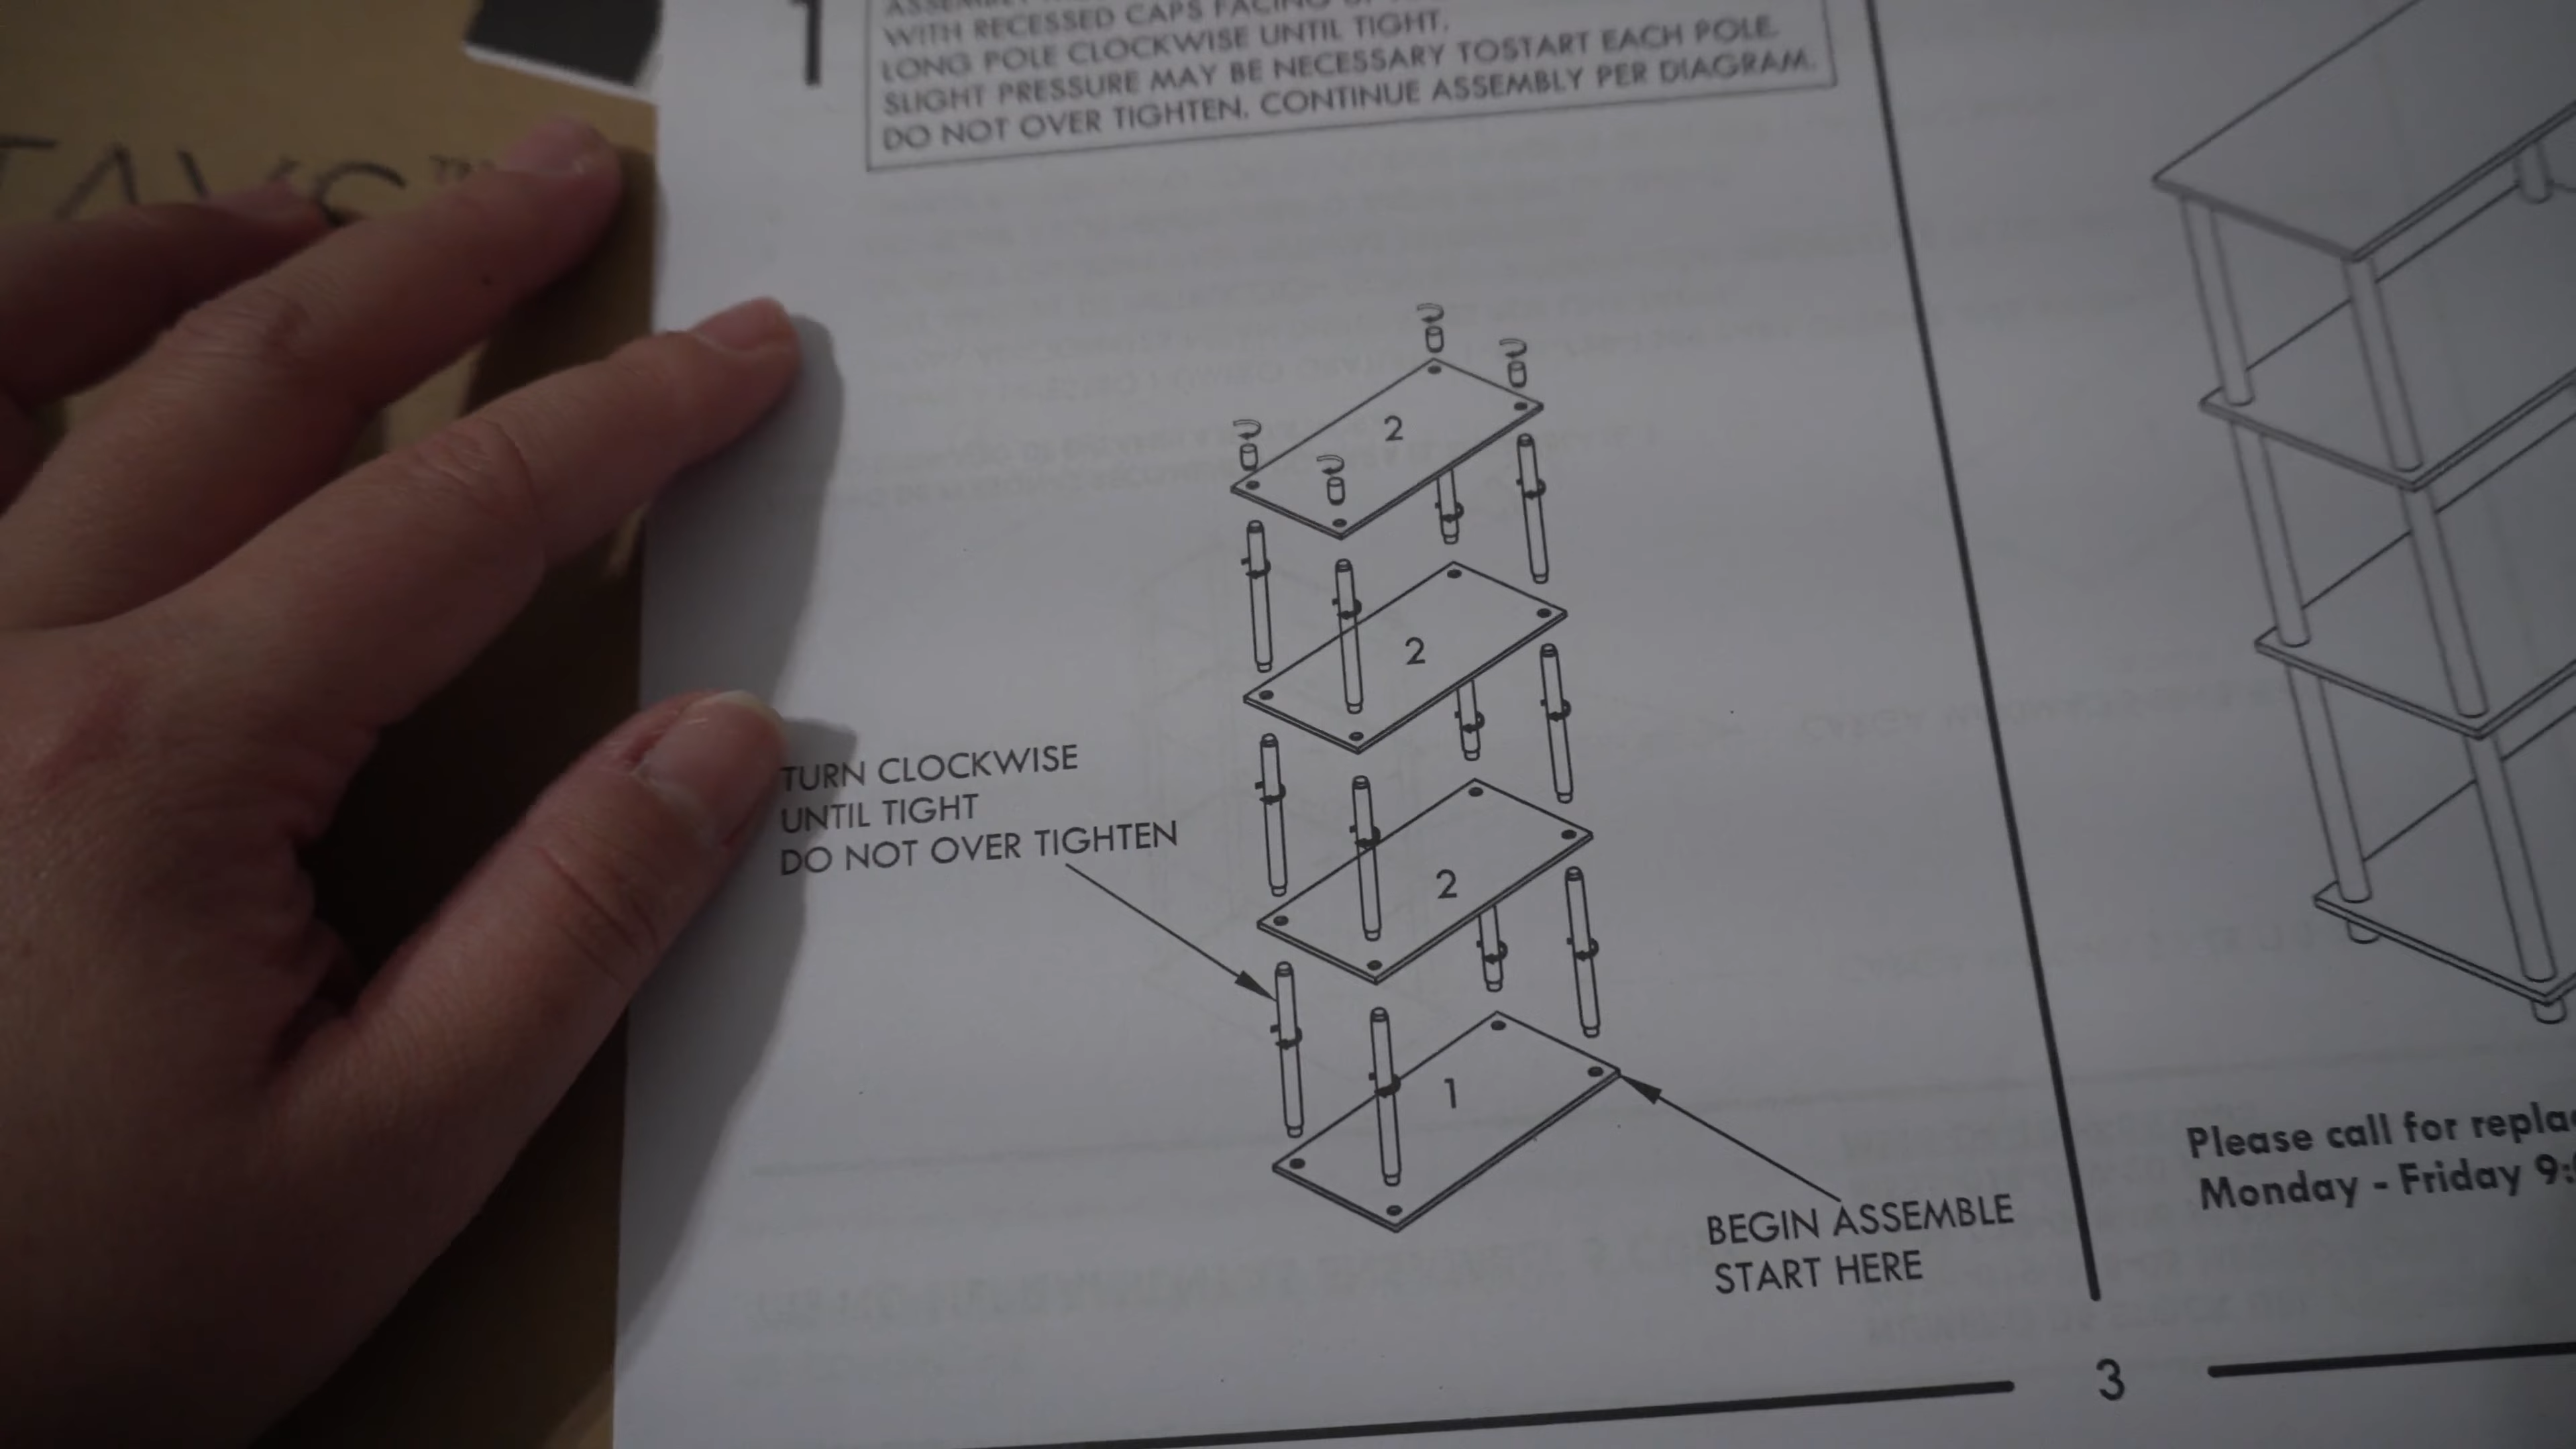 1
WITH RECESSED CAPS FACING
LONG POLE CLOCKWISE UNTIL TIGHT.
SLIGHT PRESSURE MAY BE NECESSARY TOSTART EACH POLE.
DO NOT OVER TIGHTEN. CONTINUE ASSEMBLY PER DIAGRAM.
2
2
TURN CLOCKWISE
UNTIL TIGHT
DO NOT OVER TIGHTEN
2
1
BEGIN ASSEMBLE
START HERE
Please call for
Monday - Friday
3